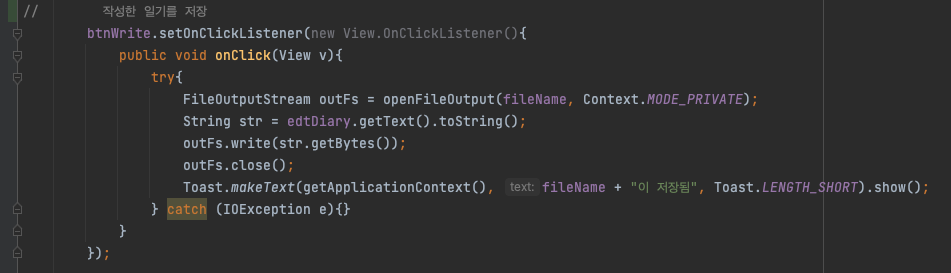 // 작성한 일기를 저장
btnWrite.setOnClickListener(new View.OnClickListener(){
public void onClick(View v){
try{
FileOutputStream outFs = openFileOutput(fileName, Context.MODE_PRIVATE);
String str = edtDiary.getText().toString();
outFs.write(str.getBytes());
outFs.close();
Toast.makeText(getApplicationContext(), text: fileName + "이 저장됨", Toast.LENGTH_SHORT).show();
} catch (IOException e){}
}
});